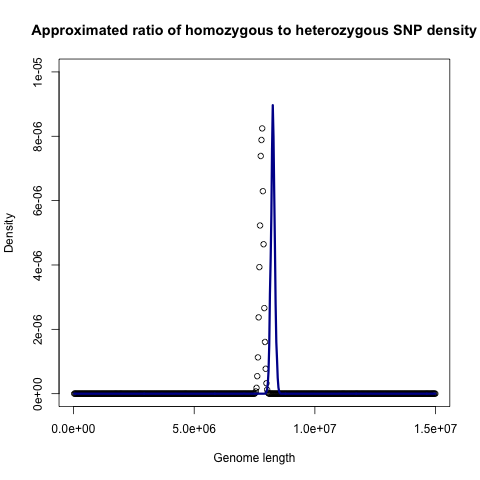 Approximated ratio of homozygous to heterozygous SNP density
1e-05
8e-06
6e-06
4e-06
2e-06
0e+00
Density
0.0e+00 5.0e+06 1.0e+07 1.5e+07
Genome length